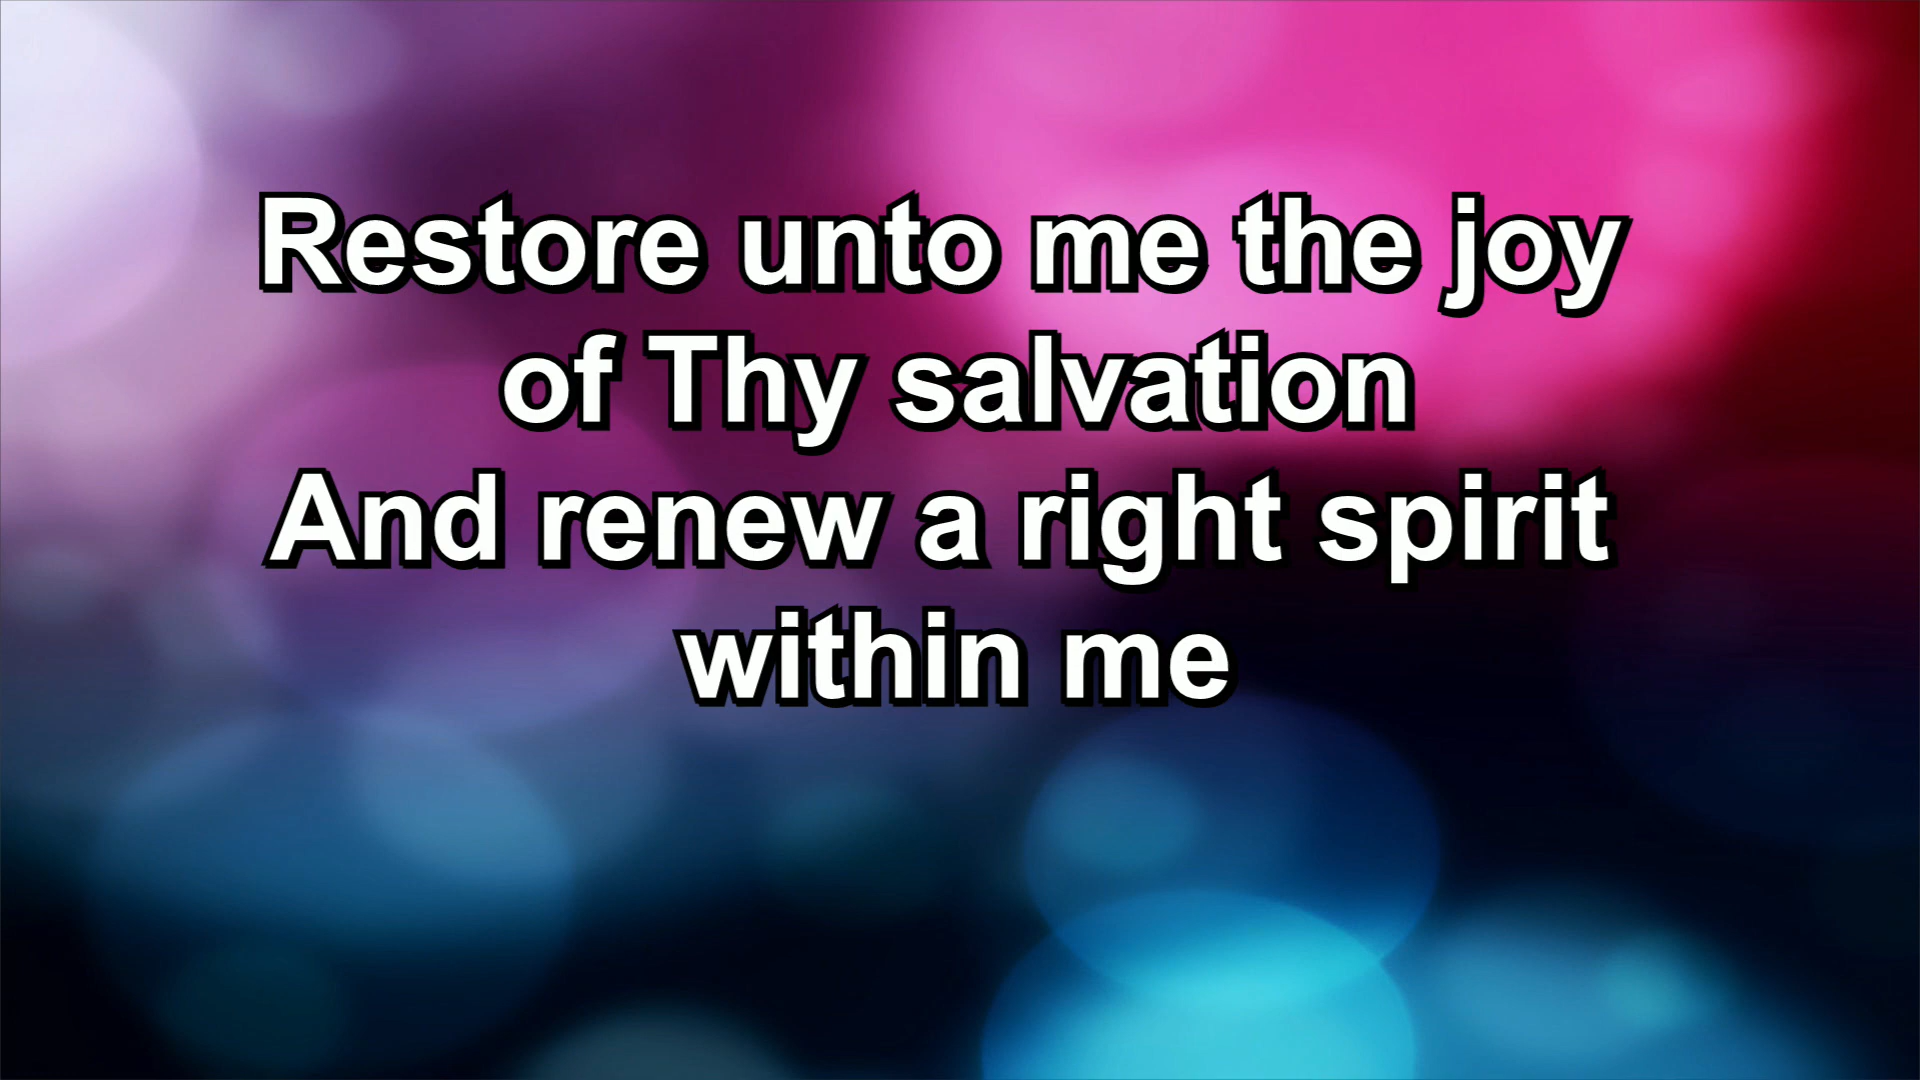 Restore unto me the joy
of Thy salvation
And renew a right spirit
within me